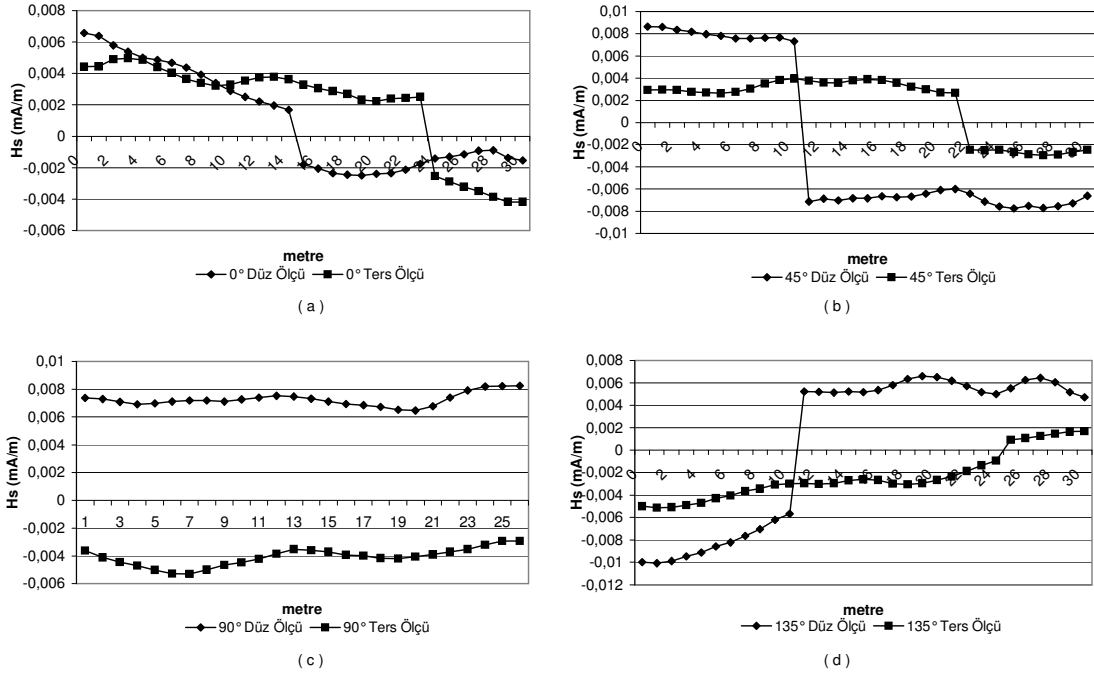 0,008
0,006
0,004
0,002
0
-0,002
-0,004
-0,006
Hs (mA/m)
0 2 4 6 8 10 12 14 16 18 20 22 24 26 28 30
metre
0° Düz Ölçü 0° Ters Ölçü
( a )
0,01
0,008
0,006
0,004
0,002
0
-0,002
-0,004
-0,006
-0,008
-0,01
Hs (mA/m)
0 2 4 6 8 10 12 14 16 18 20 22 24 26 28 30
metre
45° Düz Ölçü 45° Ters Ölçü
( b )
0,01
0,008
0,006
0,004
0,002
0
-0,002
-0,004
-0,006
Hs (mA/m)
1 3 5 7 9 11 13 15 17 19 21 23 25
metre
90° Düz Ölçü 90° Ters Ölçü
( c )
0,008
0,006
0,004
0,002
0
-0,002
-0,004
-0,006
-0,008
-0,01
-0,012
Hs (mA/m)
0 2 4 6 8 10 12 14 16 18 20 22 24 26 28 30
metre
135° Düz Ölçü 135° Ters Ölçü
( d )